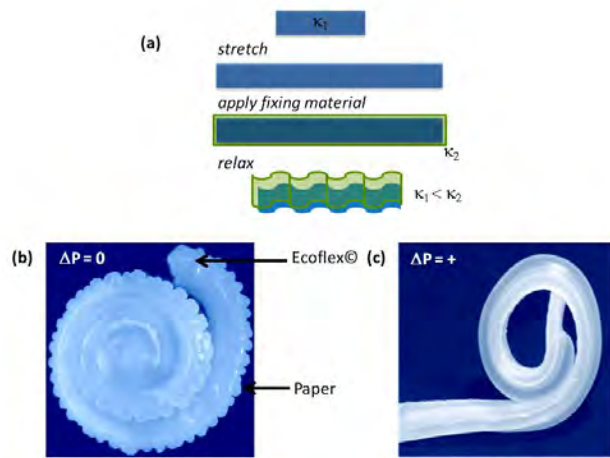 κ1
(a)
stretch
apply fixing material
κ2
relax
κ1 < κ2
(b)
ΔP = 0
Ecoflex©
(c)
ΔP = +
Paper